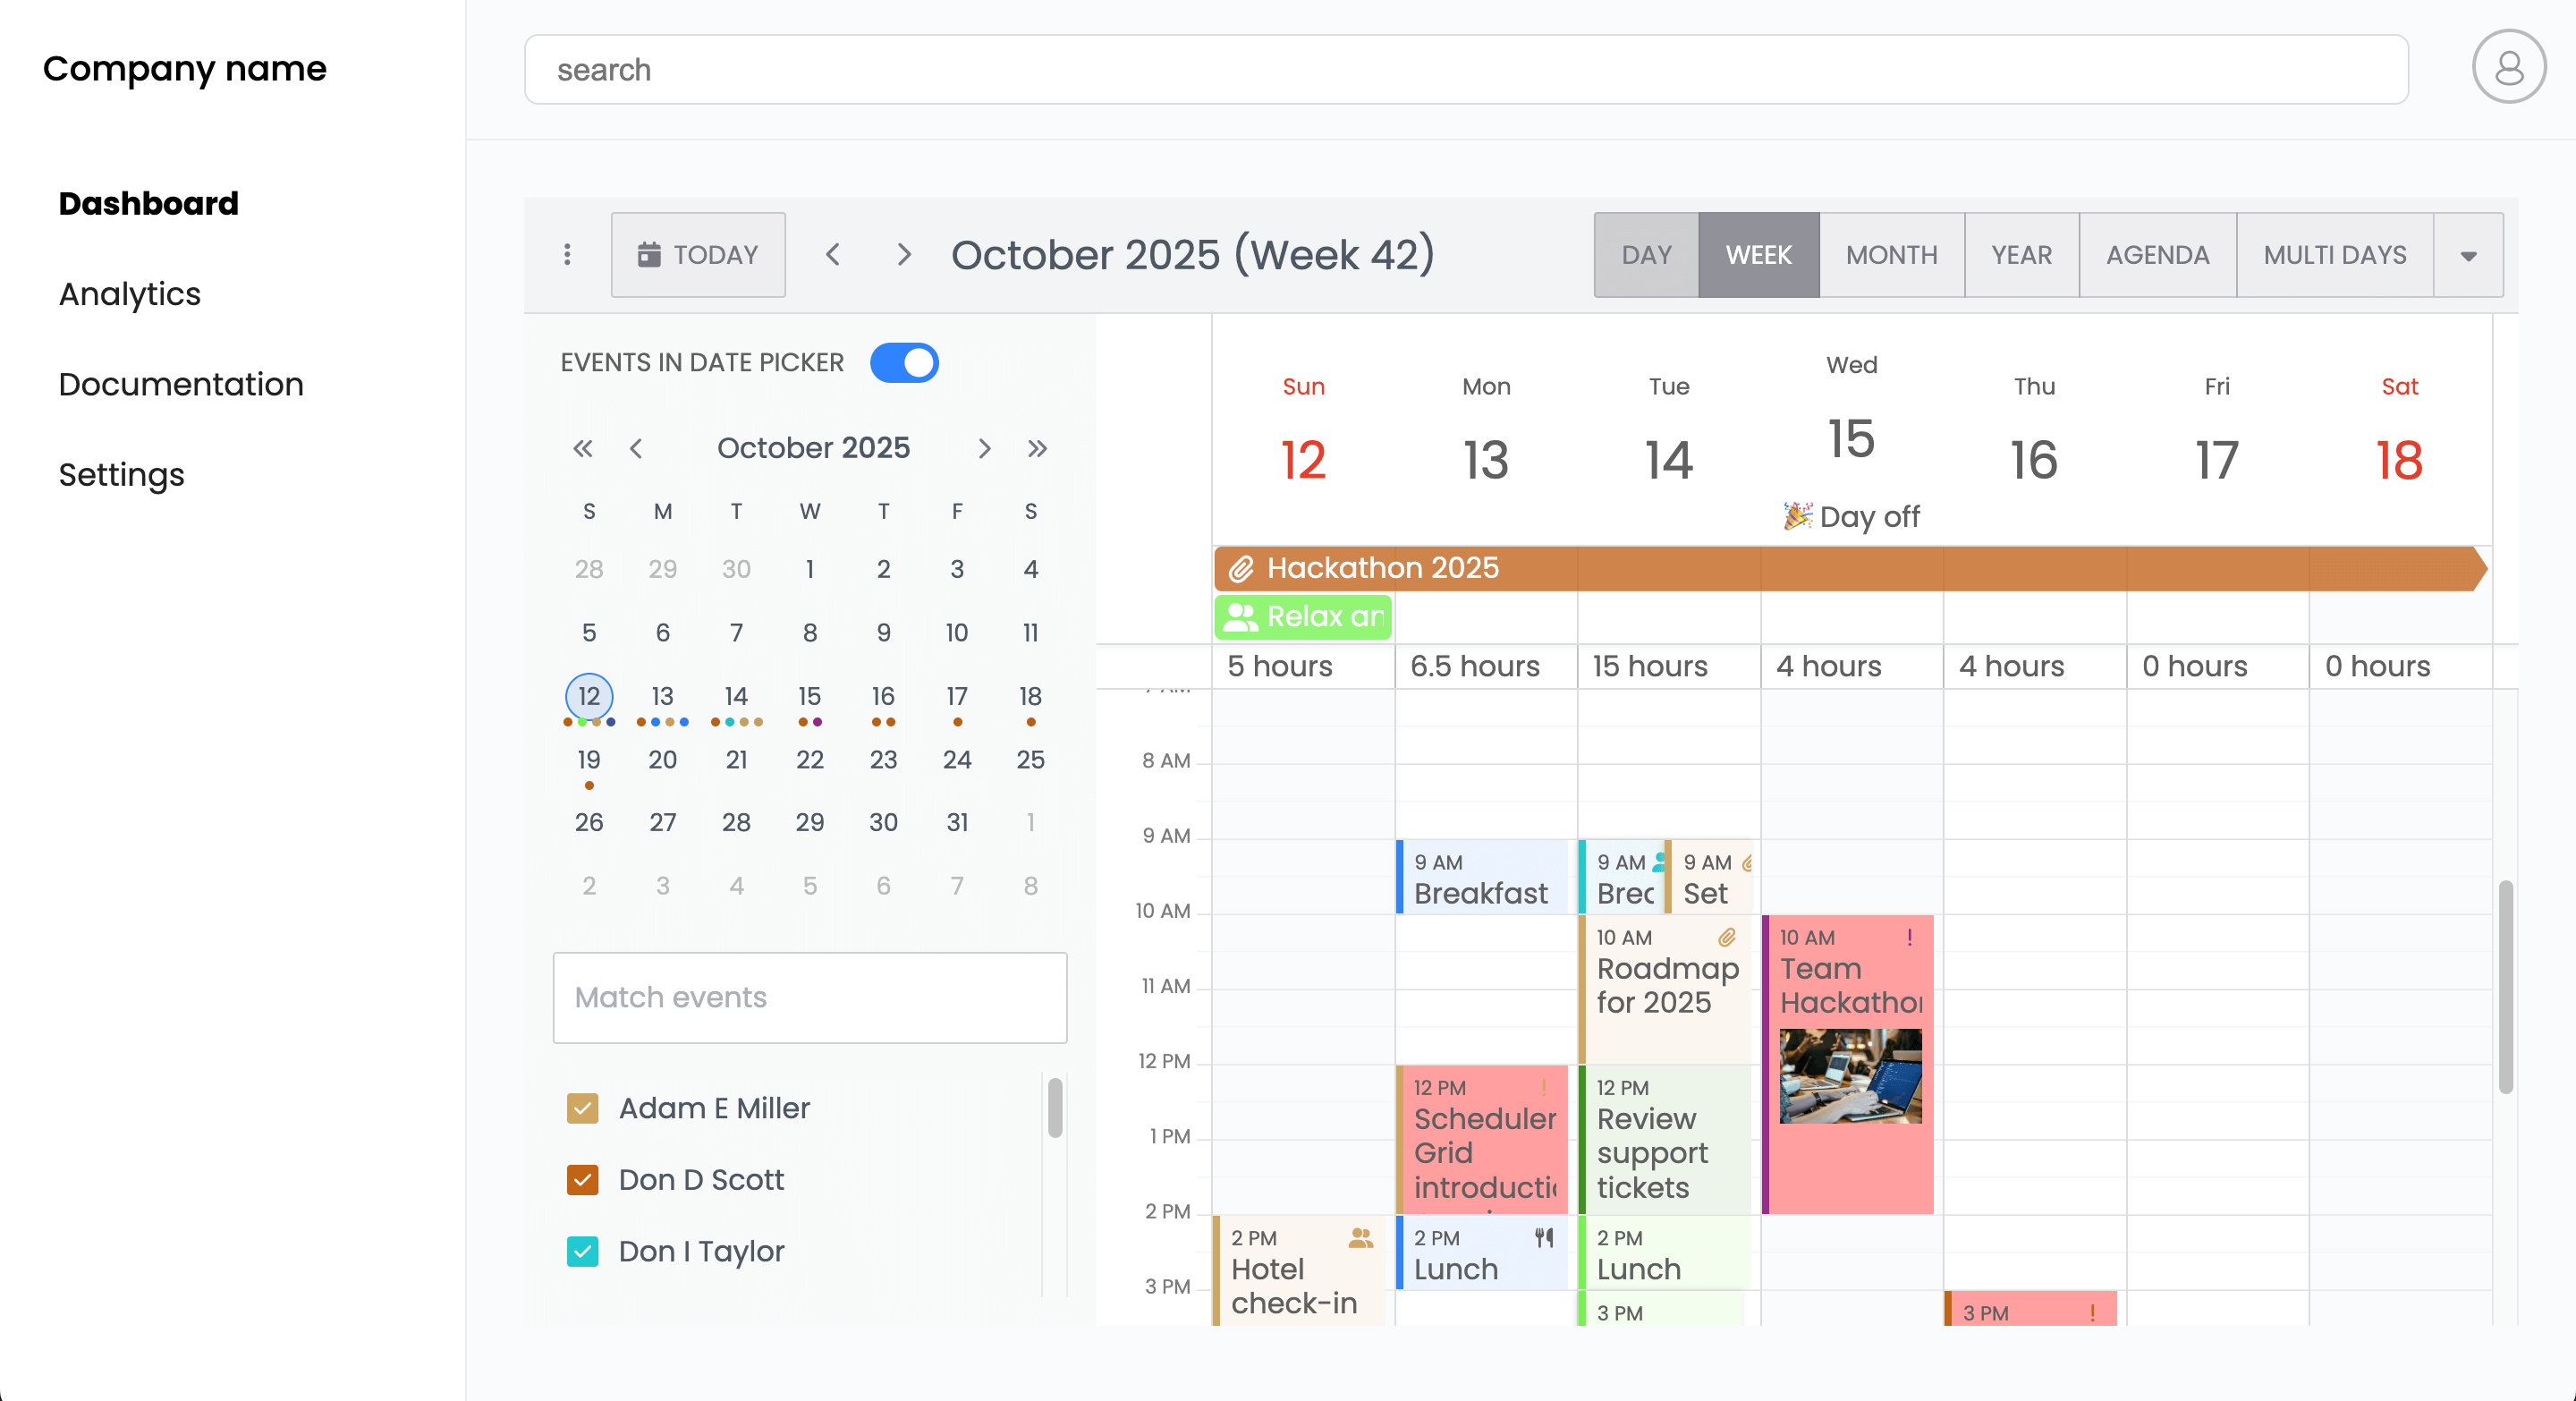 Company name
search
Dashboard
Analytics
Documentation
Settings
TODAY
October 2025 (Week 42)
DAY
WEEK
MONTH
YEAR
AGENDA
MULTI DAYS
EVENTS IN DATE PICKER
October 2025
S M T W T F S
28 29 30 1 2 3 4
5 6 7 8 9 10 11
12 13 14 15 16 17 18
19 20 21 22 23 24 25
26 27 28 29 30 31 1
2 3 4 5 6 7 8
Match events
Adam E Miller
Don D Scott
Don I Taylor
Sun Mon Tue Wed Thu Fri Sat
12 13 14 15 16 17 18
Day off
Hackathon 2025
Relax an
5 hours 6.5 hours 15 hours 4 hours 4 hours 0 hours 0 hours
8 AM
9 AM
10 AM
11 AM
12 PM
1 PM
2 PM
3 PM
2 PM
Hotel
check-in
9 AM
Breakfast
12 PM
Scheduler
Grid
2 PM
Lunch
9 AM
9 AM
Set
10 AM
Roadmap
for 2025
12 PM
Review
support
tickets
2 PM
Lunch
3 PM
10 AM
!
Team
3 PM
!